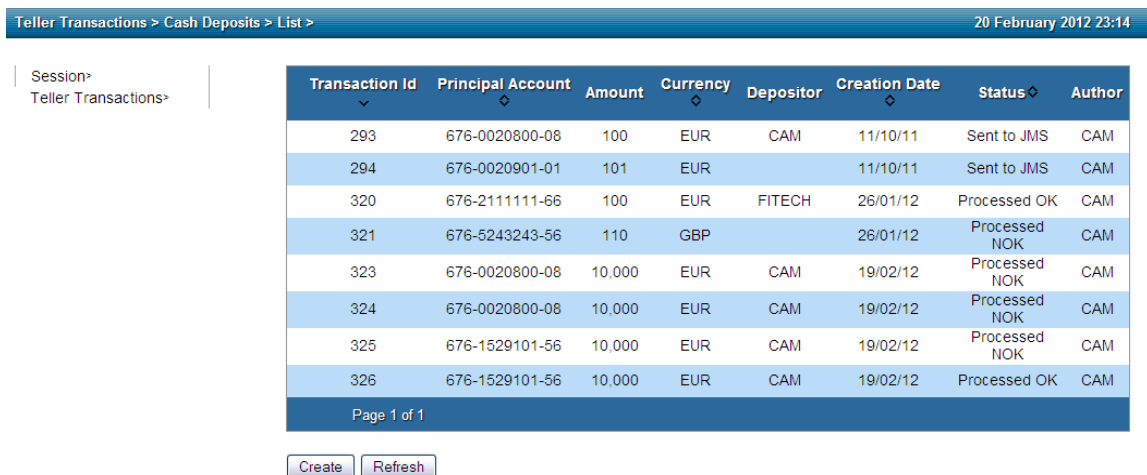 Teller Transactions > Cash Deposits > List > 20 February 2012 23:14
Session>
Teller Transactions>
Transaction Id Principal Account Amount Currency Depositor Creation Date Status Author
293 676-0020800-08 100 EUR CAM 11/10/11 Sent to JMS CAM
294 676-0020901-01 101 EUR 11/10/11 Sent to JMS CAM
320 676-2111111-66 100 EUR FITECH 26/01/12 Processed OK CAM
321 676-5243243-56 110 GBP 26/01/12 Processed NOK CAM
323 676-0020800-08 10,000 EUR CAM 19/02/12 Processed NOK CAM
324 676-0020800-08 10,000 EUR CAM 19/02/12 Processed NOK CAM
325 676-1529101-56 10,000 EUR CAM 19/02/12 Processed NOK CAM
326 676-1529101-56 10,000 EUR CAM 19/02/12 Processed OK CAM
Page 1 of 1
Create Refresh